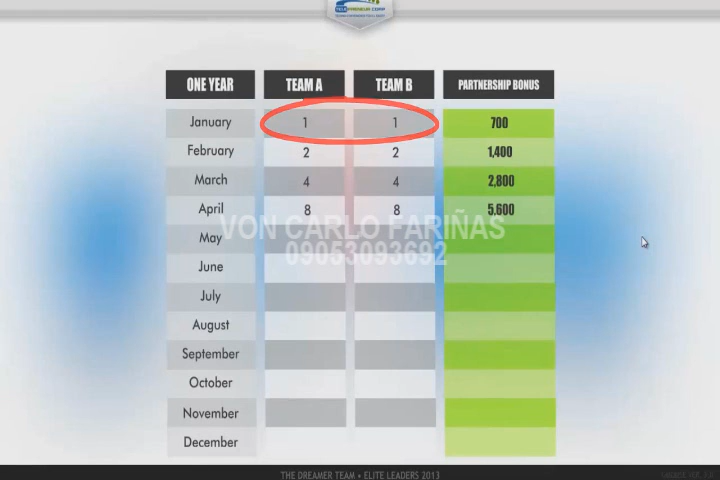 TELEPRENEUR CORP
ONE YEAR TEAM A TEAM B PARTNERSHIP BONUS
January 1 1 700
February 2 2 1,400
March 4 4 2,800
April 8 8 5,600
VON CARLO FARIÑAS
May
09053093692
June
July
August
September
October
November
December
THE DREAMER TEAM • ELITE LEADERS 2013